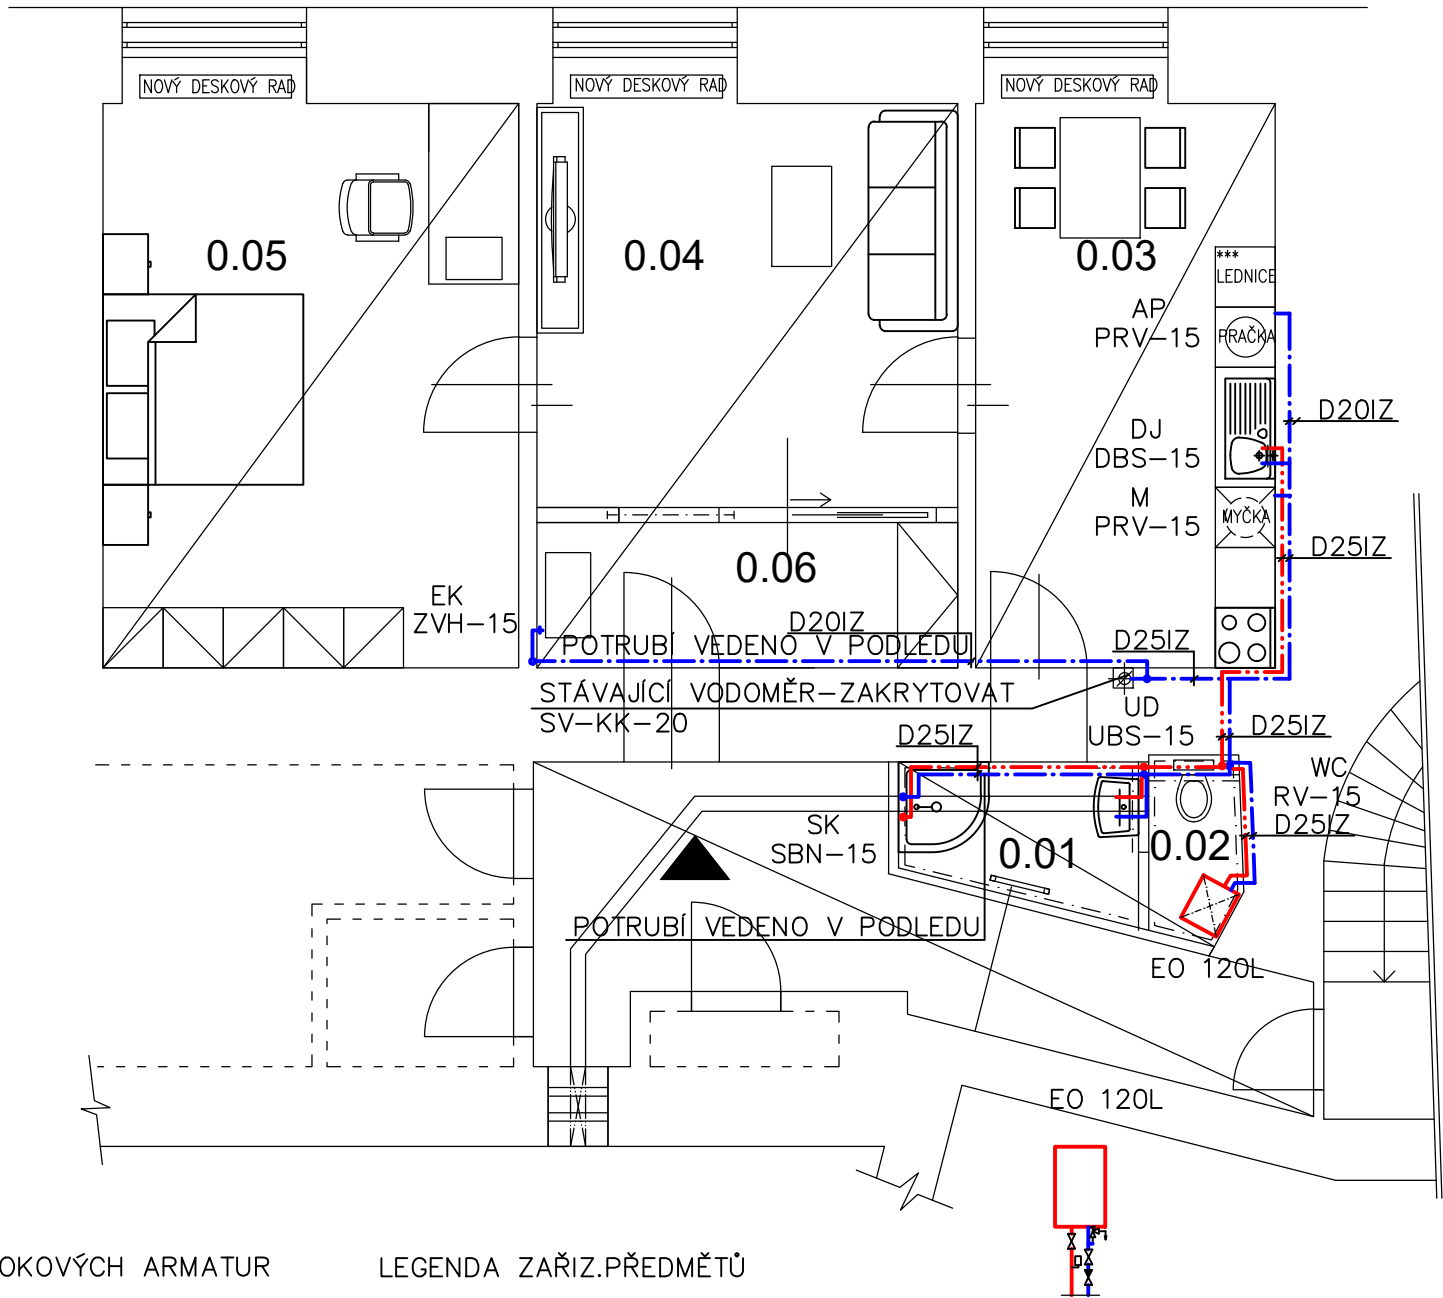 NOVÝ DESKOVÝ RAD
NOVÝ DESKOVÝ RAD
NOVÝ DESKOVÝ RAD
0.05
0.04
0.03
***
LEDNICE
AP
PRV-15
PRAČKA
D20IZ
DJ
DBS-15
M
PRV-15
MYČKA
D25IZ
0.06
EK
ZVH-15
D20IZ
POTRUBÍ VEDENO V PODLEDU
D25IZ
STÁVAJÍCÍ VODOMĚR-ZAKRYTOVAT
SV-KK-20
UD
UBS-15
D25IZ
D25IZ
WC
RV-15
D25IZ
SK
SBN-15
0.01
0.02
POTRUBÍ VEDENO V PODLEDU
EO 120L
EO 120L
OKOVÝCH ARMATUR
LEGENDA ZAŘIZ.PŘEDMĚTŮ